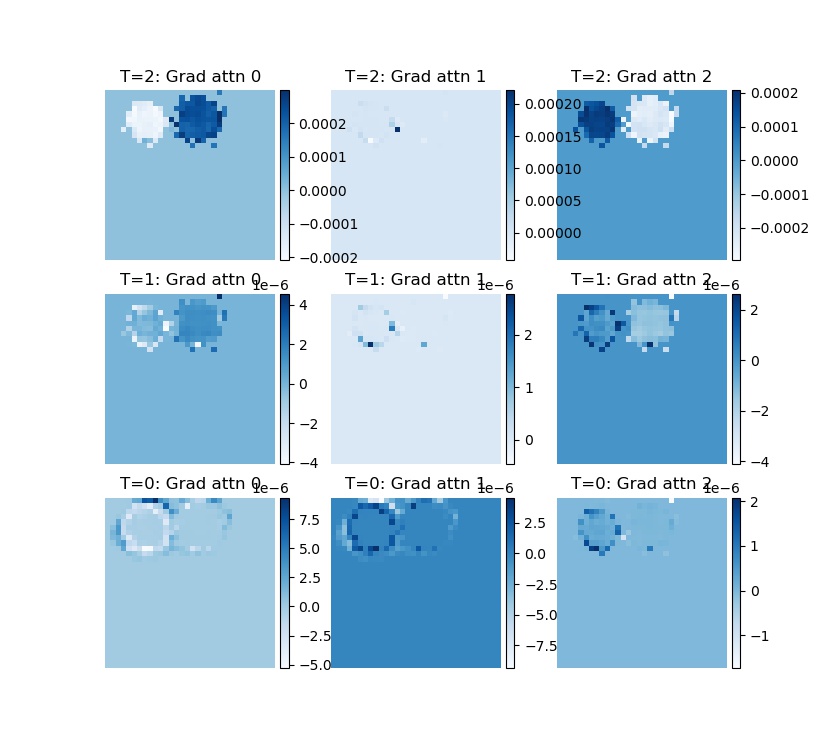 T=2: Grad attn 0
T=2: Grad attn 1
T=2: Grad attn 2
0.0002
0.0001
0.0000
−0.0001
−0.0002
0.00020
0.00015
0.00010
0.00005
0.00000
0.0002
0.0001
0.0000
−0.0001
−0.0002
T=1: Grad attn 0
1e−6
T=1: Grad attn 1
1e−6
T=1: Grad attn 2
1e−6
4
2
0
−2
−4
2
1
0
2
0
−2
−4
T=0: Grad attn 0
1e−6
T=0: Grad attn 1
1e−6
T=0: Grad attn 2
1e−6
7.5
5.0
2.5
0.0
−2.5
−5.0
2.5
0.0
−2.5
−5.0
−7.5
2
1
0
−1